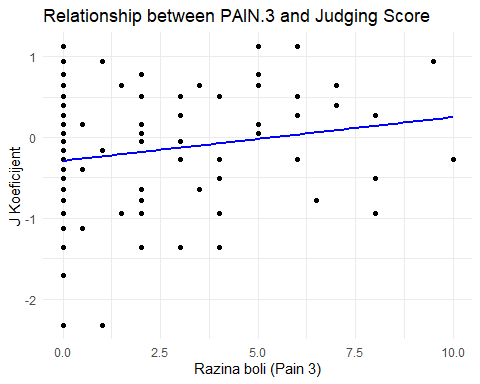 Relationship between PAIN.3 and Judging Score
1
0
-1
-2
J Koeficijent
0.0 2.5 5.0 7.5 10.0
Razina boli (Pain 3)